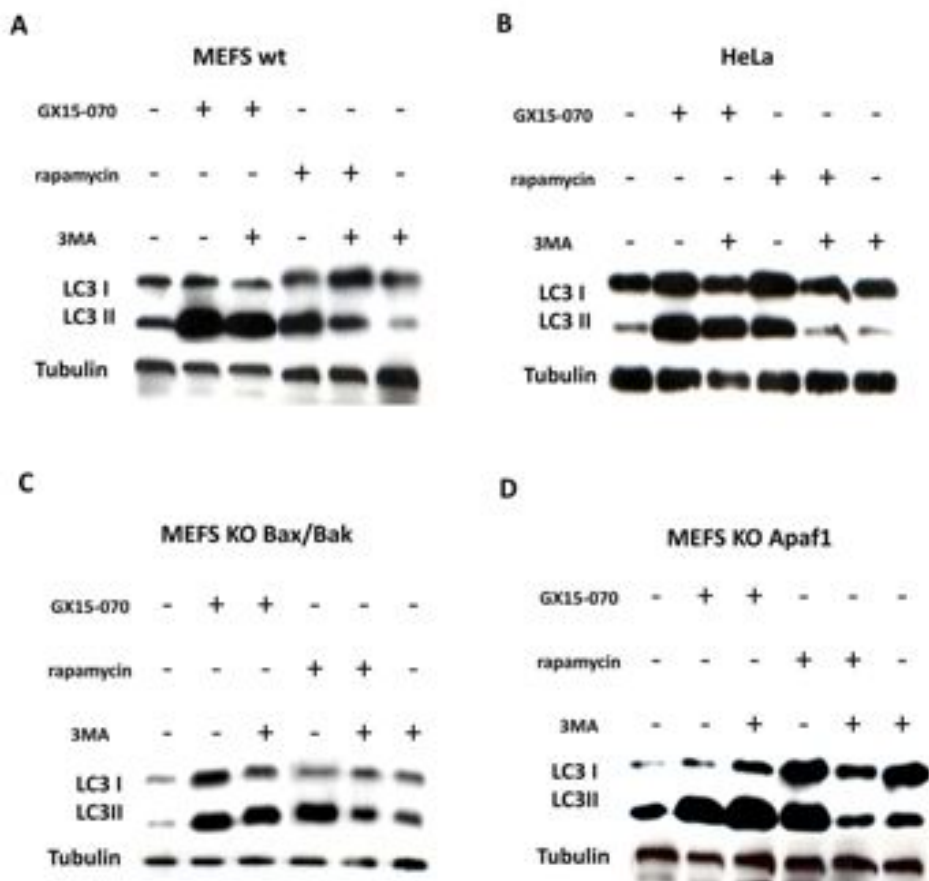 A
MEFS wt
GX15-070 - + + - - -
rapamycin - - - + + -
3MA - - + - + +
LC3 I
LC3 II
Tubulin
B
HeLa
GX15-070 - + + - - -
rapamycin - - - + + -
3MA - - + - + +
LC3 I
LC3 II
Tubulin
C
MEFS KO Bax/Bak
GX15-070 - + + - - -
rapamycin - - - + + -
3MA - - + - + +
LC3 I
LC3II
Tubulin
D
MEFS KO Apaf1
GX15-070 - + + - - -
rapamycin - - - + + -
3MA - - + - + +
LC3 I
LC3II
Tubulin